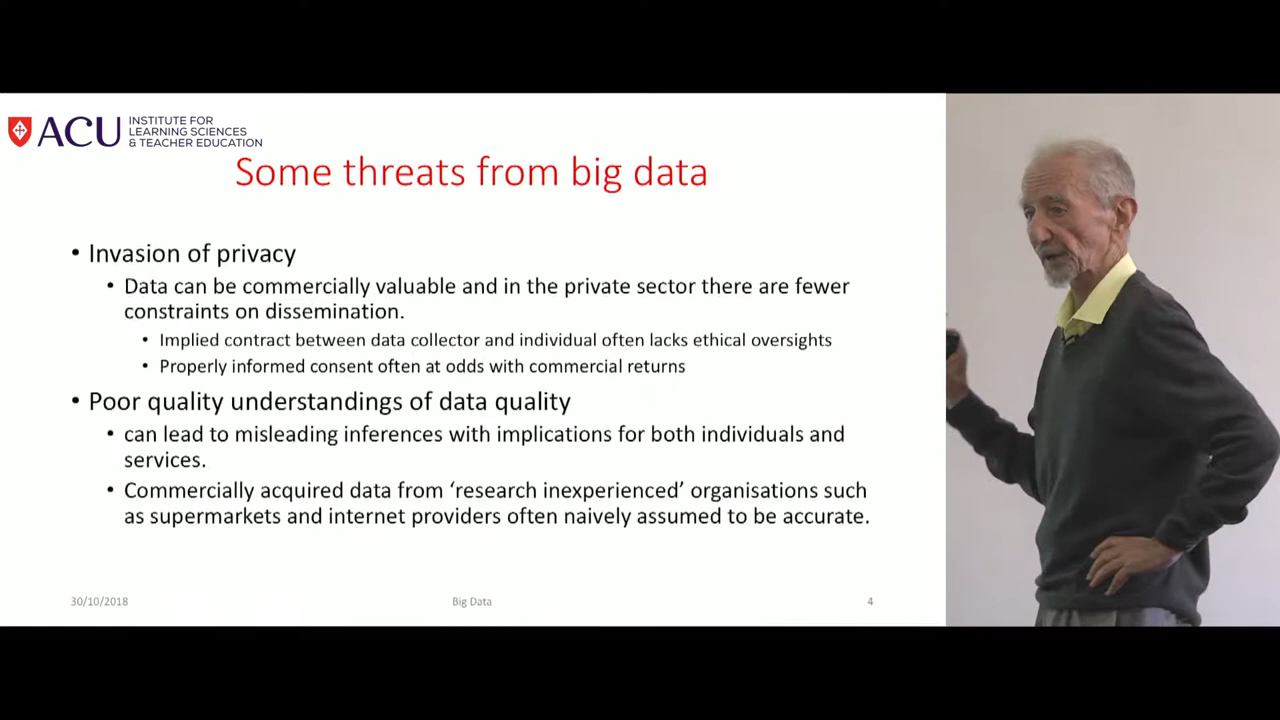 ACU
INSTITUTE FOR
LEARNING SCIENCES
& TEACHER EDUCATION
Some threats from big data
• Invasion of privacy
• Data can be commercially valuable and in the private sector there are fewer
constraints on dissemination.
• Implied contract between data collector and individual often lacks ethical oversights
• Properly informed consent often at odds with commercial returns
• Poor quality understandings of data quality
• can lead to misleading inferences with implications for both individuals and
services.
• Commercially acquired data from ‘research inexperienced’ organisations such
as supermarkets and internet providers often naively assumed to be accurate.
30/10/2018
Big Data
4